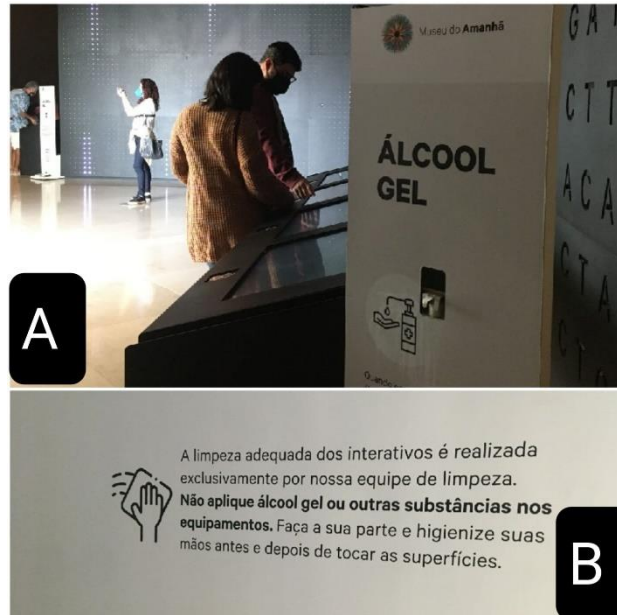 Museu do Amanhã
ÁLCOOL
GEL
G A
C T T
A C A
C T A
C T
A
A limpeza adequada dos interativos é realizada
exclusivamente por nossa equipe de limpeza.
Não aplique álcool gel ou outras substâncias nos
equipamentos. Faça a sua parte e higienize suas
mãos antes e depois de tocar as superfícies.
B